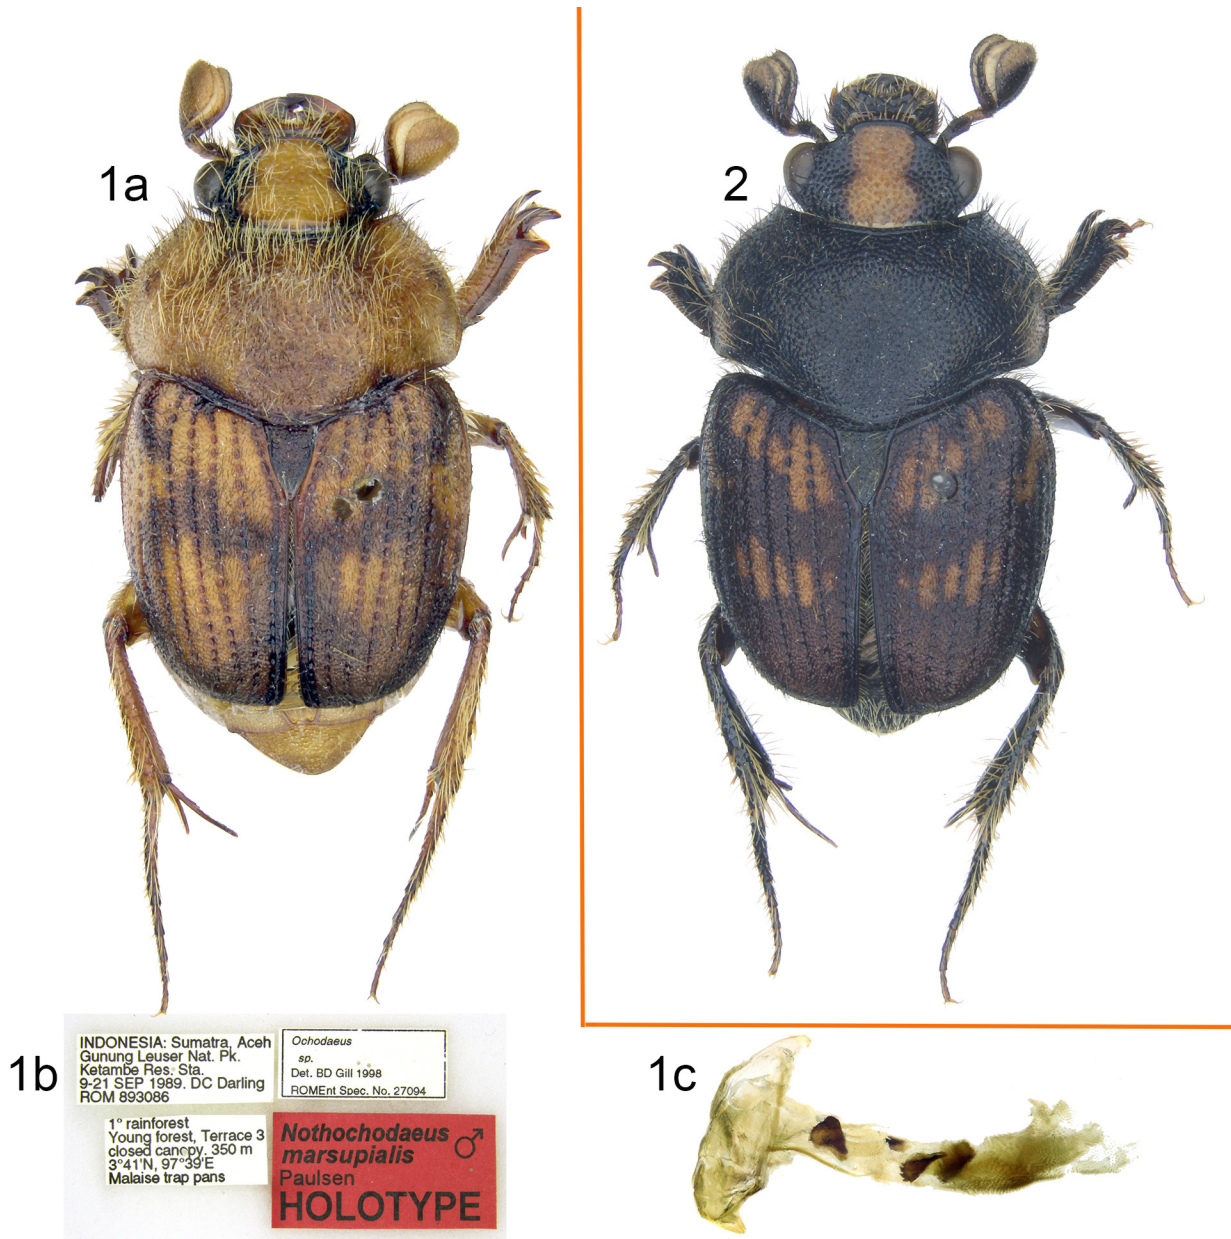 1a
2
1b
INDONESIA: Sumatra, Aceh
Gunung Leuser Nat. Pk.
Ketambe Res. Sta.
9-21 SEP 1989. DC Darling
ROM 893086
Ochodaeus
sp.
Det. BD Gill 1998
ROMEnt Spec. No. 27094
1° rainforest
Young forest, Terrace 3
closed canopy. 350 m
3°41'N, 97°39'E
Malaise trap pans
Nothochodaeus ♂
marsupialis
Paulsen
HOLOTYPE
1c